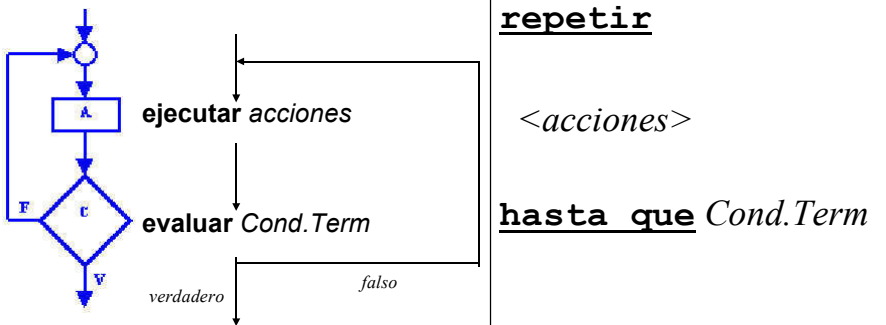 repetir
A
ejecutar acciones
<acciones>
F
C
evaluar Cond.Term
hasta que Cond.Term
V
verdadero
falso